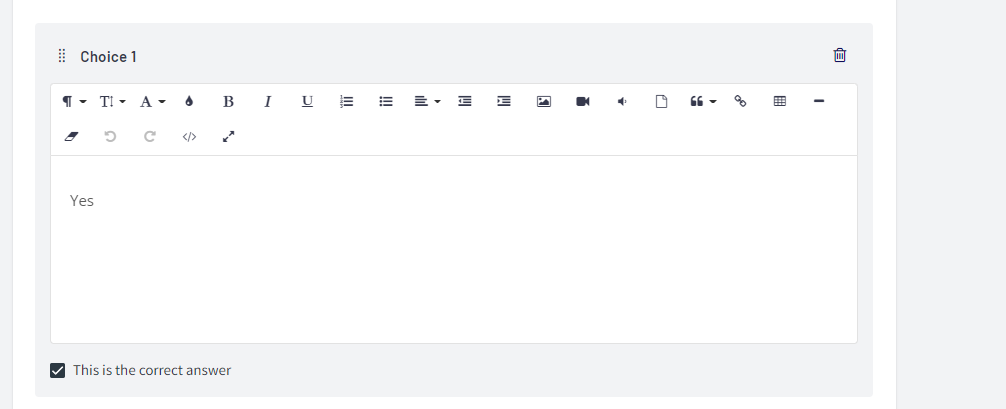 Choice 1
Yes
This is the correct answer